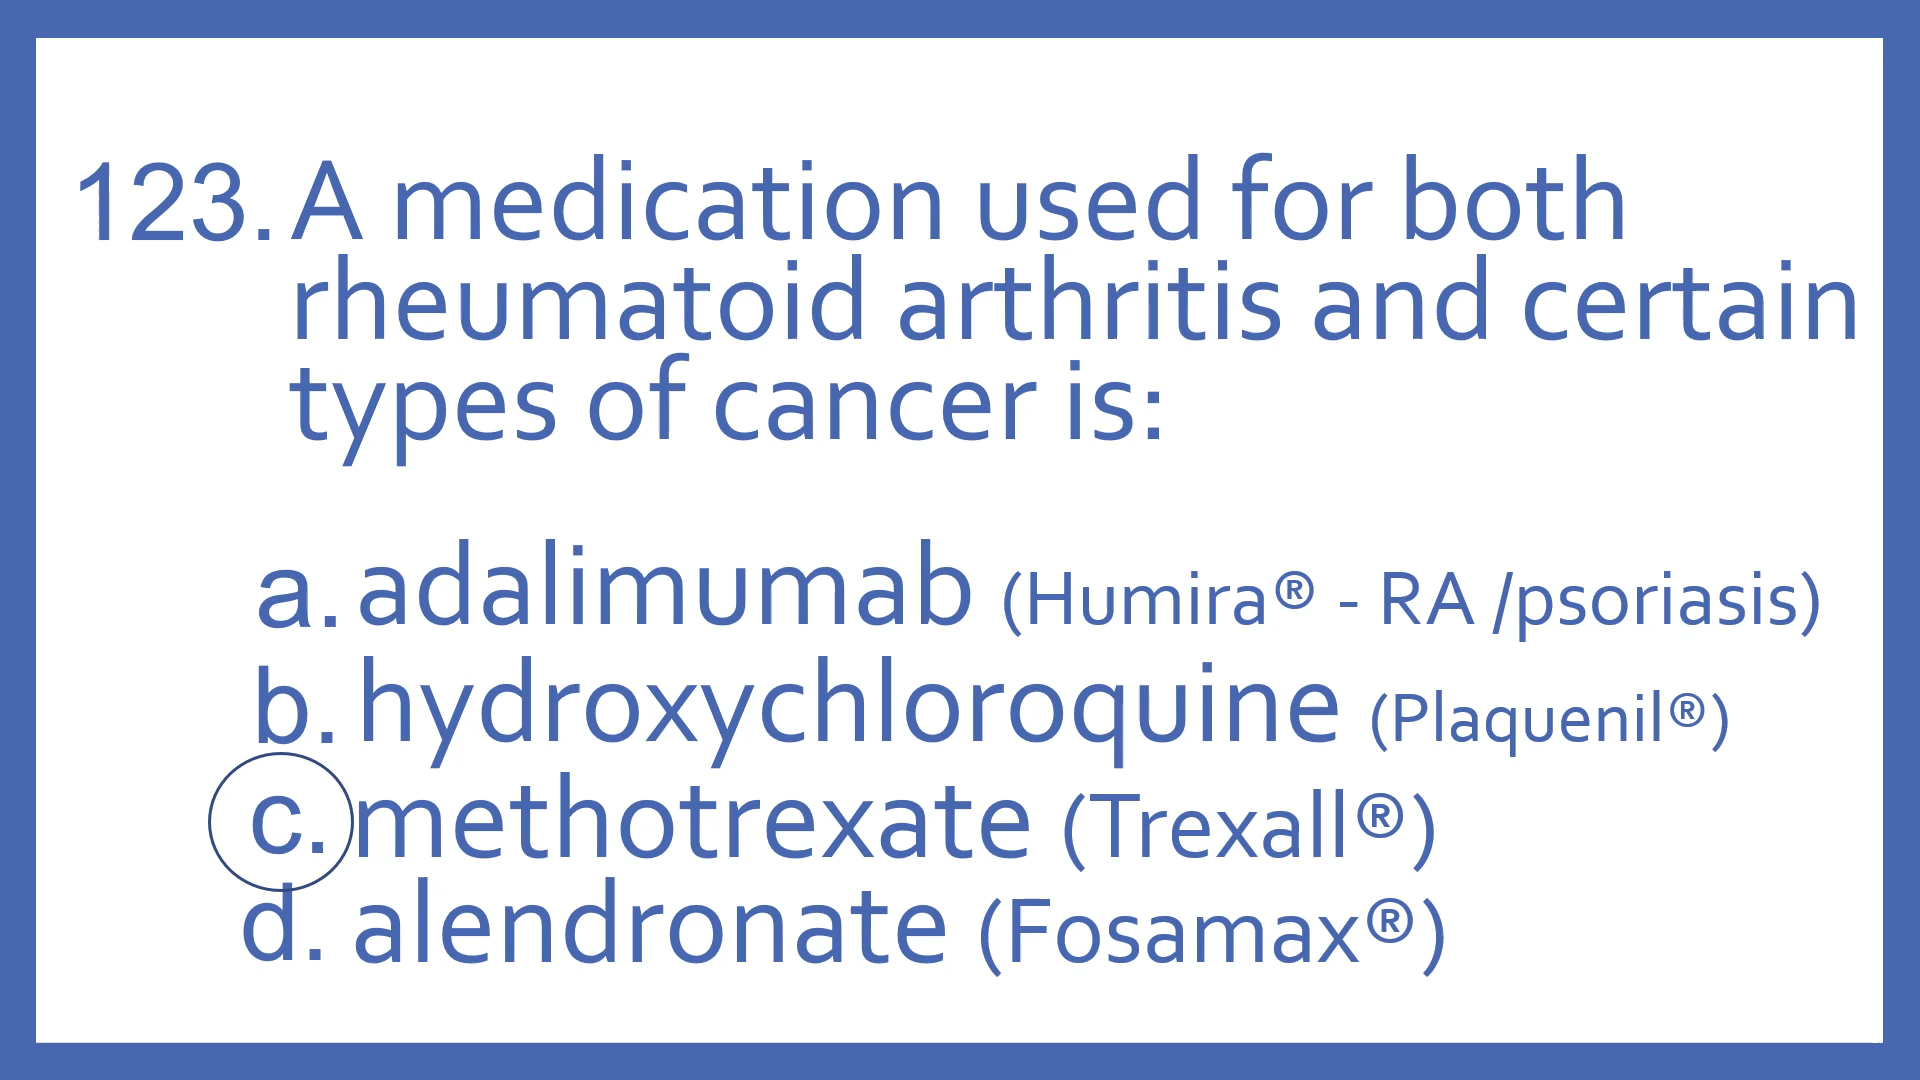 123. A medication used for both
rheumatoid arthritis and certain
types of cancer is:
a. adalimumab (Humira® - RA /psoriasis)
b. hydroxychloroquine (Plaquenil®)
c. methotrexate (Trexall®)
d. alendronate (Fosamax®)